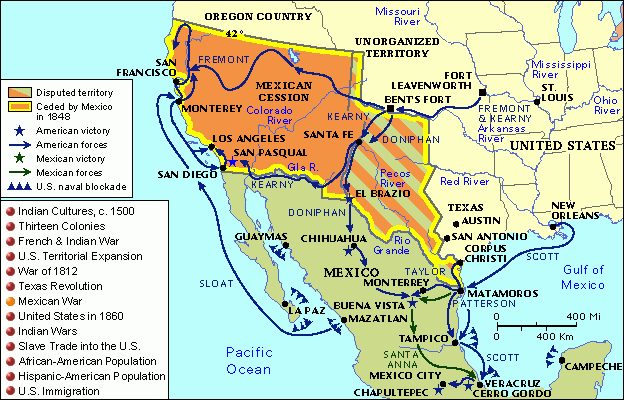 OREGON COUNTRY
42°
Missouri
River
UNORGANIZED
TERRITORY
Mississippi
River
SAN
FRANCISCO
FREMONT
MEXICAN
CESSION
FORT
LEAVENWORTH
ST.
LOUIS
Ohio
River
BENT'S FORT
MONTEREY
Colorado
River
KEARNY
FREMONT
& KEARNY
Arkansas
River
LOS ANGELES
SANTA FE
DONIPHAN
SAN PASQUAL
UNITED STATES
SAN DIEGO
Gila R.
KEARNY
Pecos
River
Red River
EL BRAZIO
DONIPHAN
TEXAS
AUSTIN
NEW
ORLEANS
GUAYMAS
CHIHUAHUA
Rio
Grande
SAN ANTONIO
CORPUS
CHRISTI
SCOTT
MEXICO
TAYLOR
Gulf of
Mexico
SLOAT
MONTERREY
MATAMOROS
LA PAZ
BUENA VISTA
PATTERSON
MAZATLAN
0 400 Mi
0 400 Km
TAMPICO
Pacific
Ocean
SANTA
ANNA
SCOTT
CAMPECHE
MEXICO CITY
VERACRUZ
CHAPULTEPEC
CERRO GORDO
Disputed territory
Ceded by Mexico
in 1848
American victory
American forces
Mexican victory
Mexican forces
U.S. naval blockade
Indian Cultures, c. 1500
Thirteen Colonies
French & Indian War
U.S. Territorial Expansion
War of 1812
Texas Revolution
Mexican War
United States in 1860
Indian Wars
Slave Trade into the U.S.
African-American Population
Hispanic-American Population
U.S. Immigration